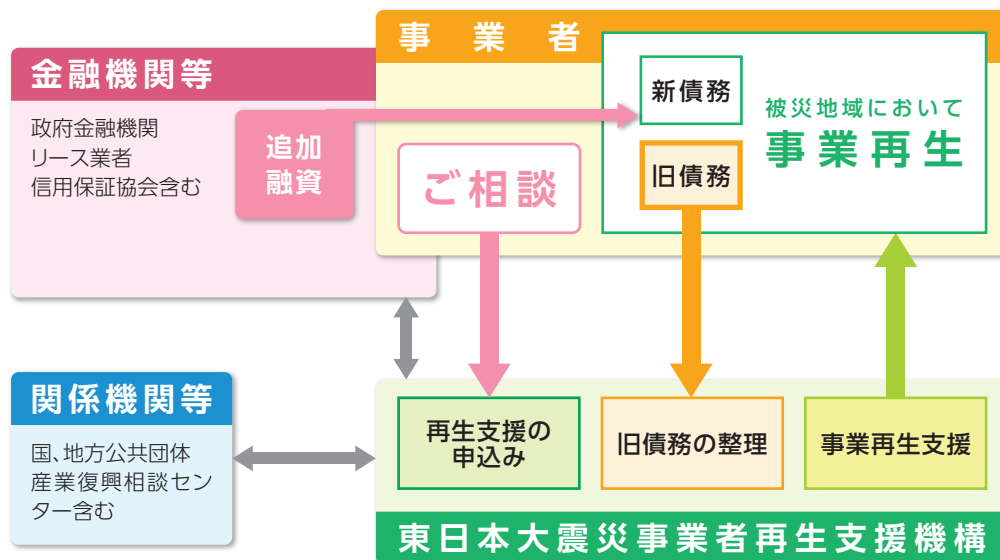 事業者
金融機関等
政府金融機関
リース業者
信用保証協会含む
追加
融資
ご相談
新債務
旧債務
被災地域において
事業再生
関係機関等
国、地方公共団体
産業復興相談セン
ター含む
再生支援の
申込み
旧債務の整理
事業再生支援
東日本大震災事業者再生支援機構